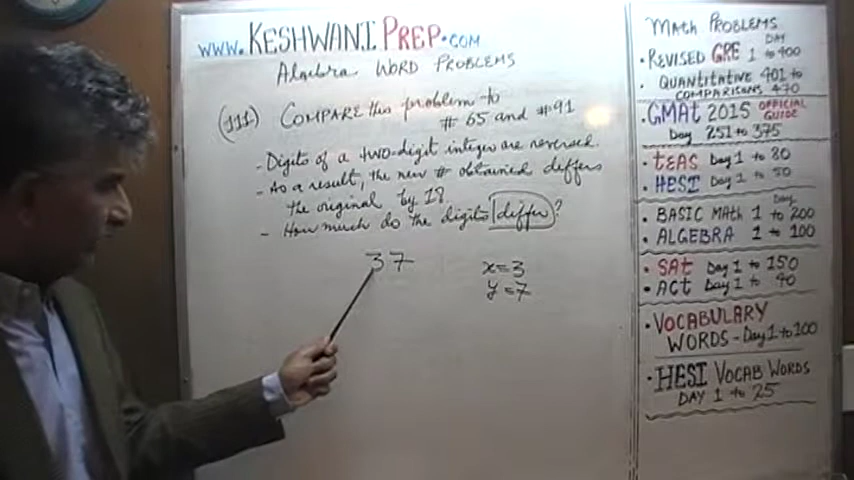 www.KESHWANIPREP.COM
Algebra WORD PROBLEMS
(111) COMPARE this problem to
# 65 and # 91
- Digits of a two-digit integer are reversed.
- As a result, the new # obtained differs
the original by 18.
- How much do the digits differ?
37
x=3
y=7
MATH PROBLEMS
DAY
• REVISED GRE 1 to 400
• QUANTITATIVE 401 to
COMPARISONS 470
• GMAT 2015 OFFICIAL
GUIDE
Day 251 to 375
• TEAS Day 1 to 80
• HESI Day 1 to 50
Day
• BASIC MATH 1 to 200
• ALGEBRA 1 to 100
• SAT Day 1 to 150
• ACT Day 1 to 40
• VOCABULARY
WORDS - Day 1 to 100
• HESI VOCAB WORDS
DAY 1 to 25